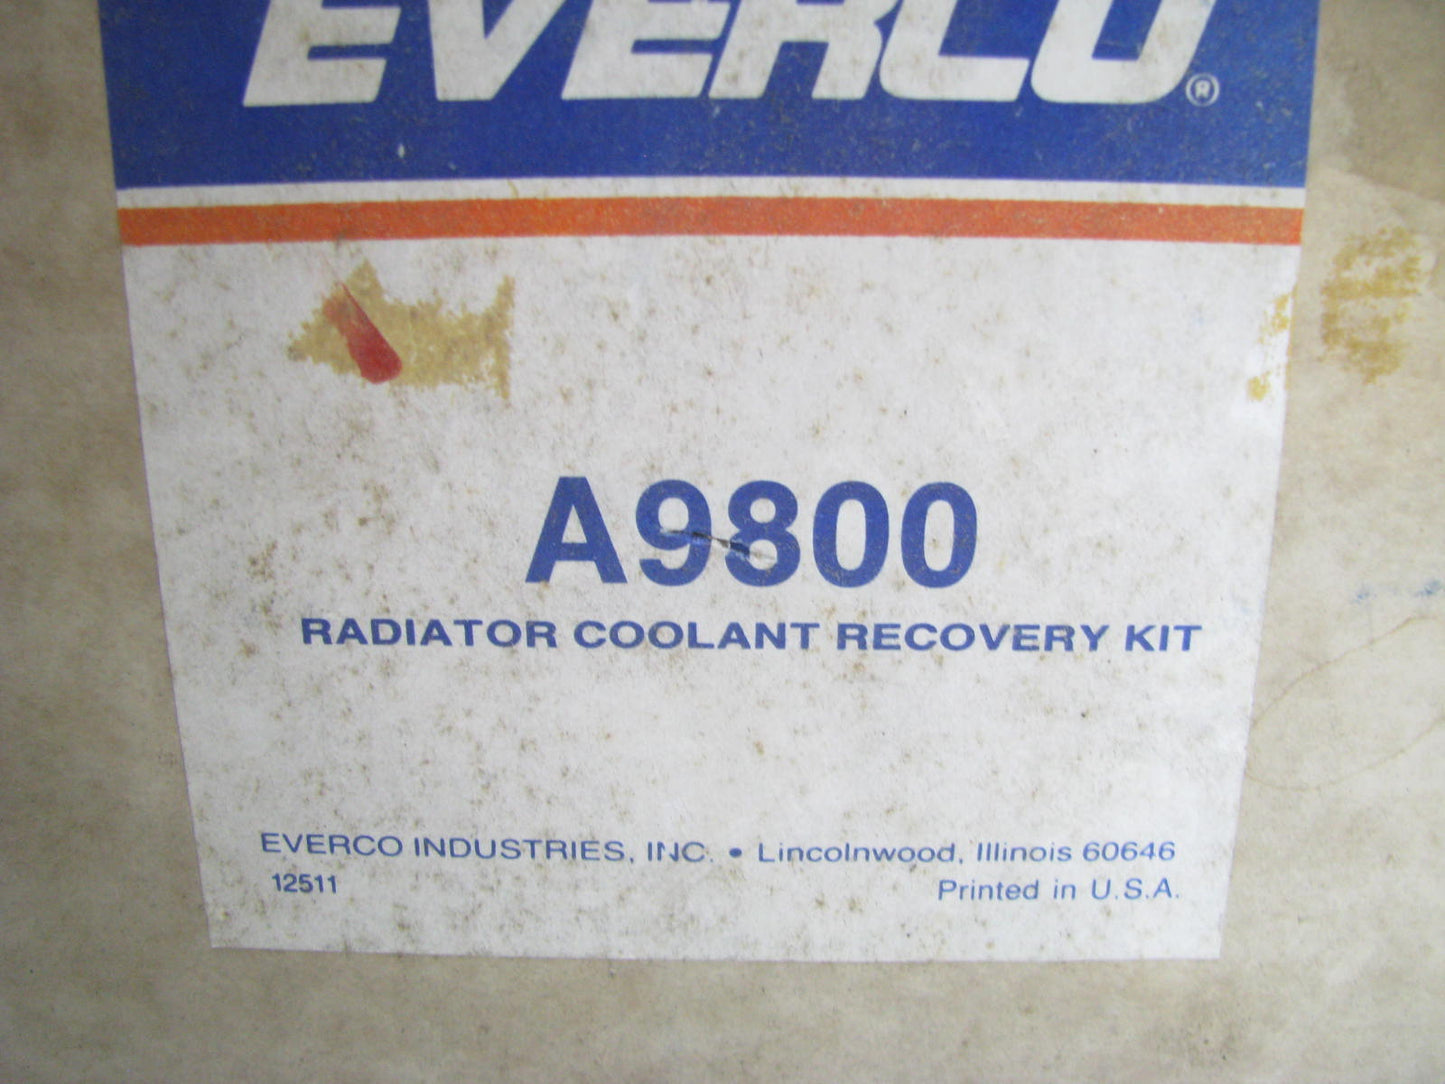 EVERCO®
A9800
RADIATOR COOLANT RECOVERY KIT
EVERCO INDUSTRIES, INC. • Lincolnwood, Illinois 60646
12511
Printed in U.S.A.